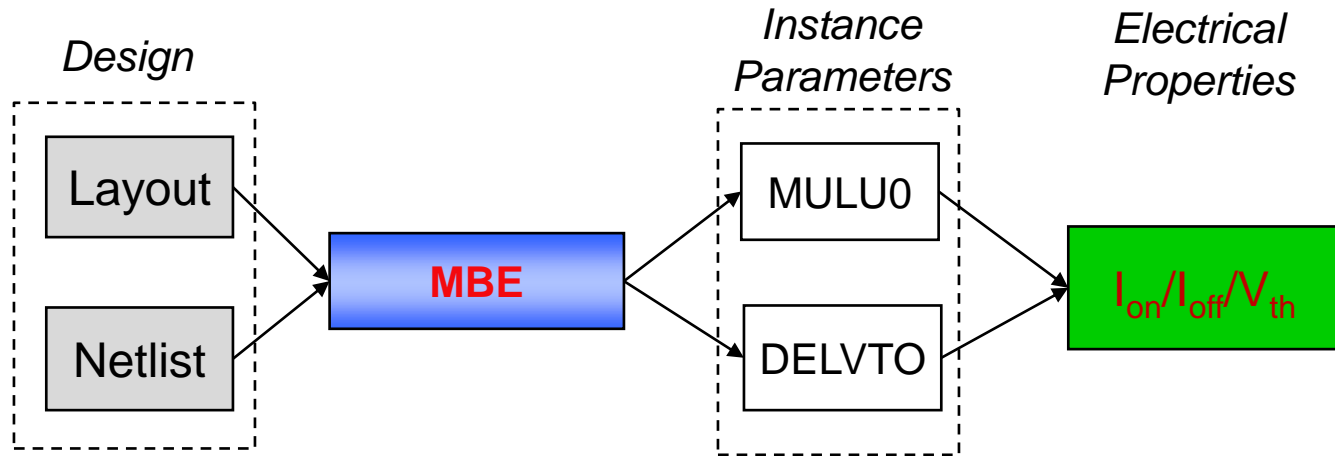 Design
Layout
Netlist
MBE
Instance
Parameters
MULU0
DELVTO
Electrical
Properties
Ion/Ioff/Vth